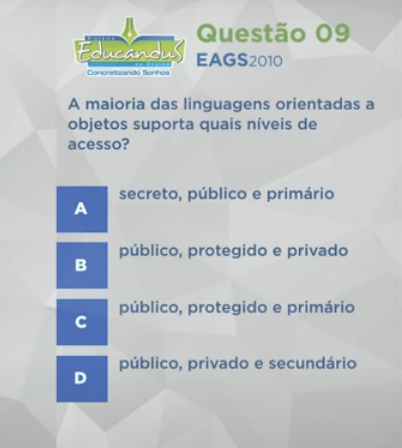 Sistema
Educandus
de Ensino
Concretizando Sonhos
Questão 09
EAGS2010
A maioria das linguagens orientadas a
objetos suporta quais níveis de
acesso?
A
secreto, público e primário
B
público, protegido e privado
C
público, protegido e primário
D
público, privado e secundário